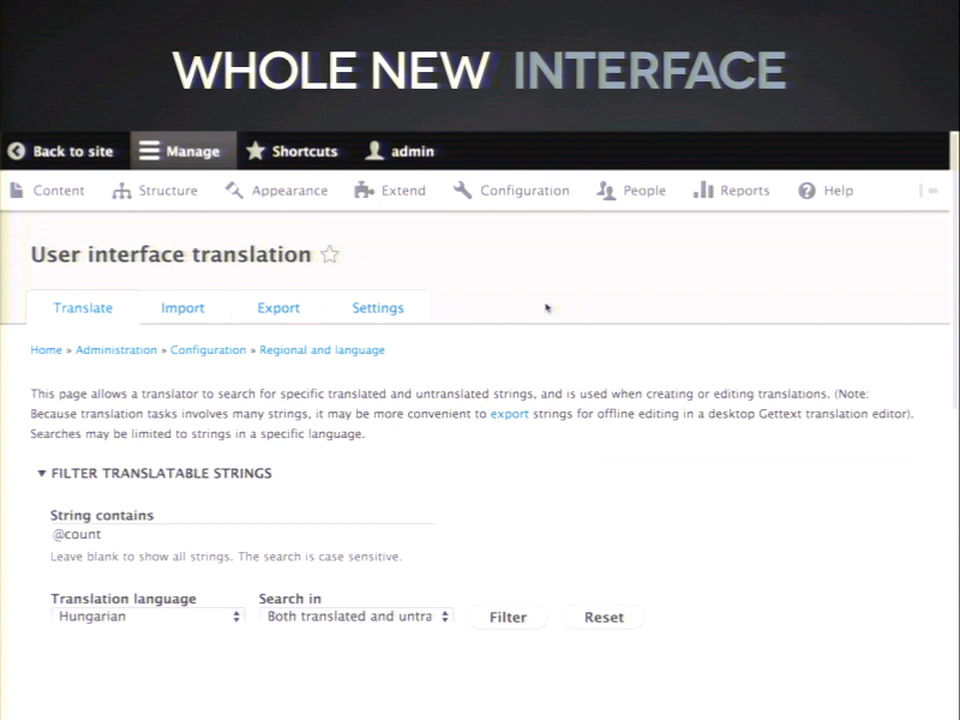 WHOLE NEW INTERFACE
Back to site Manage Shortcuts admin
Content Structure Appearance Extend Configuration People Reports Help
User interface translation
Translate Import Export Settings
Home » Administration » Configuration » Regional and language
This page allows a translator to search for specific translated and untranslated strings, and is used when creating or editing translations. (Note:
Because translation tasks involves many strings, it may be more convenient to export strings for offline editing in a desktop Gettext translation editor).
Searches may be limited to strings in a specific language.
FILTER TRANSLATABLE STRINGS
String contains
@count
Leave blank to show all strings. The search is case sensitive.
Translation language Search in
Hungarian Both translated and untra Filter Reset